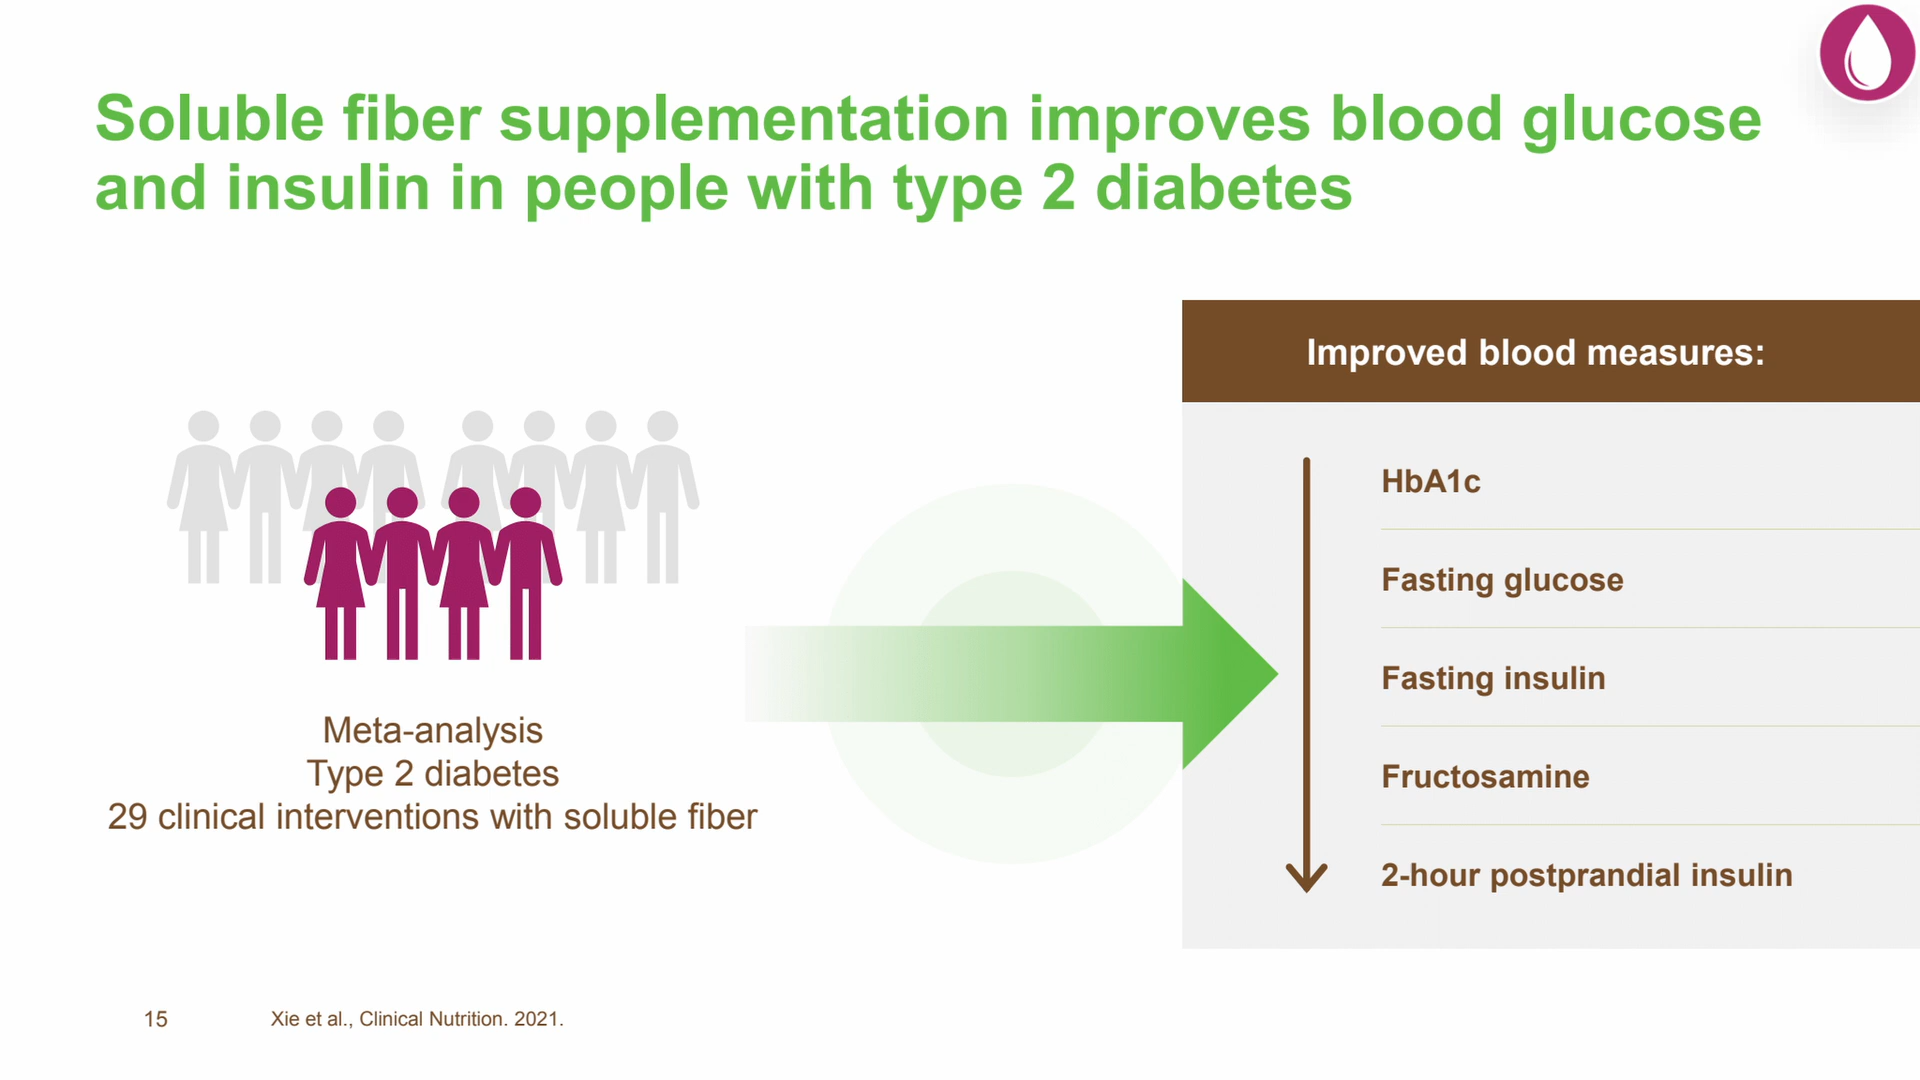 Soluble fiber supplementation improves blood glucose
and insulin in people with type 2 diabetes
Meta-analysis
Type 2 diabetes
29 clinical interventions with soluble fiber
Improved blood measures:
HbA1c
Fasting glucose
Fasting insulin
Fructosamine
2-hour postprandial insulin
15
Xie et al., Clinical Nutrition. 2021.